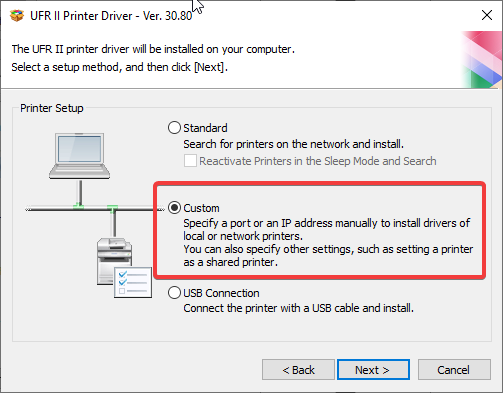 UFR II Printer Driver - Ver. 30.80
The UFR II printer driver will be installed on your computer.
Select a setup method, and then click [Next].
Printer Setup
Standard
Search for printers on the network and install.
Reactivate Printers in the Sleep Mode and Search
Custom
Specify a port or an IP address manually to install drivers of
local or network printers.
You can also specify other settings, such as setting a printer
as a shared printer.
USB Connection
Connect the printer with a USB cable and install.
< Back
Next >
Cancel